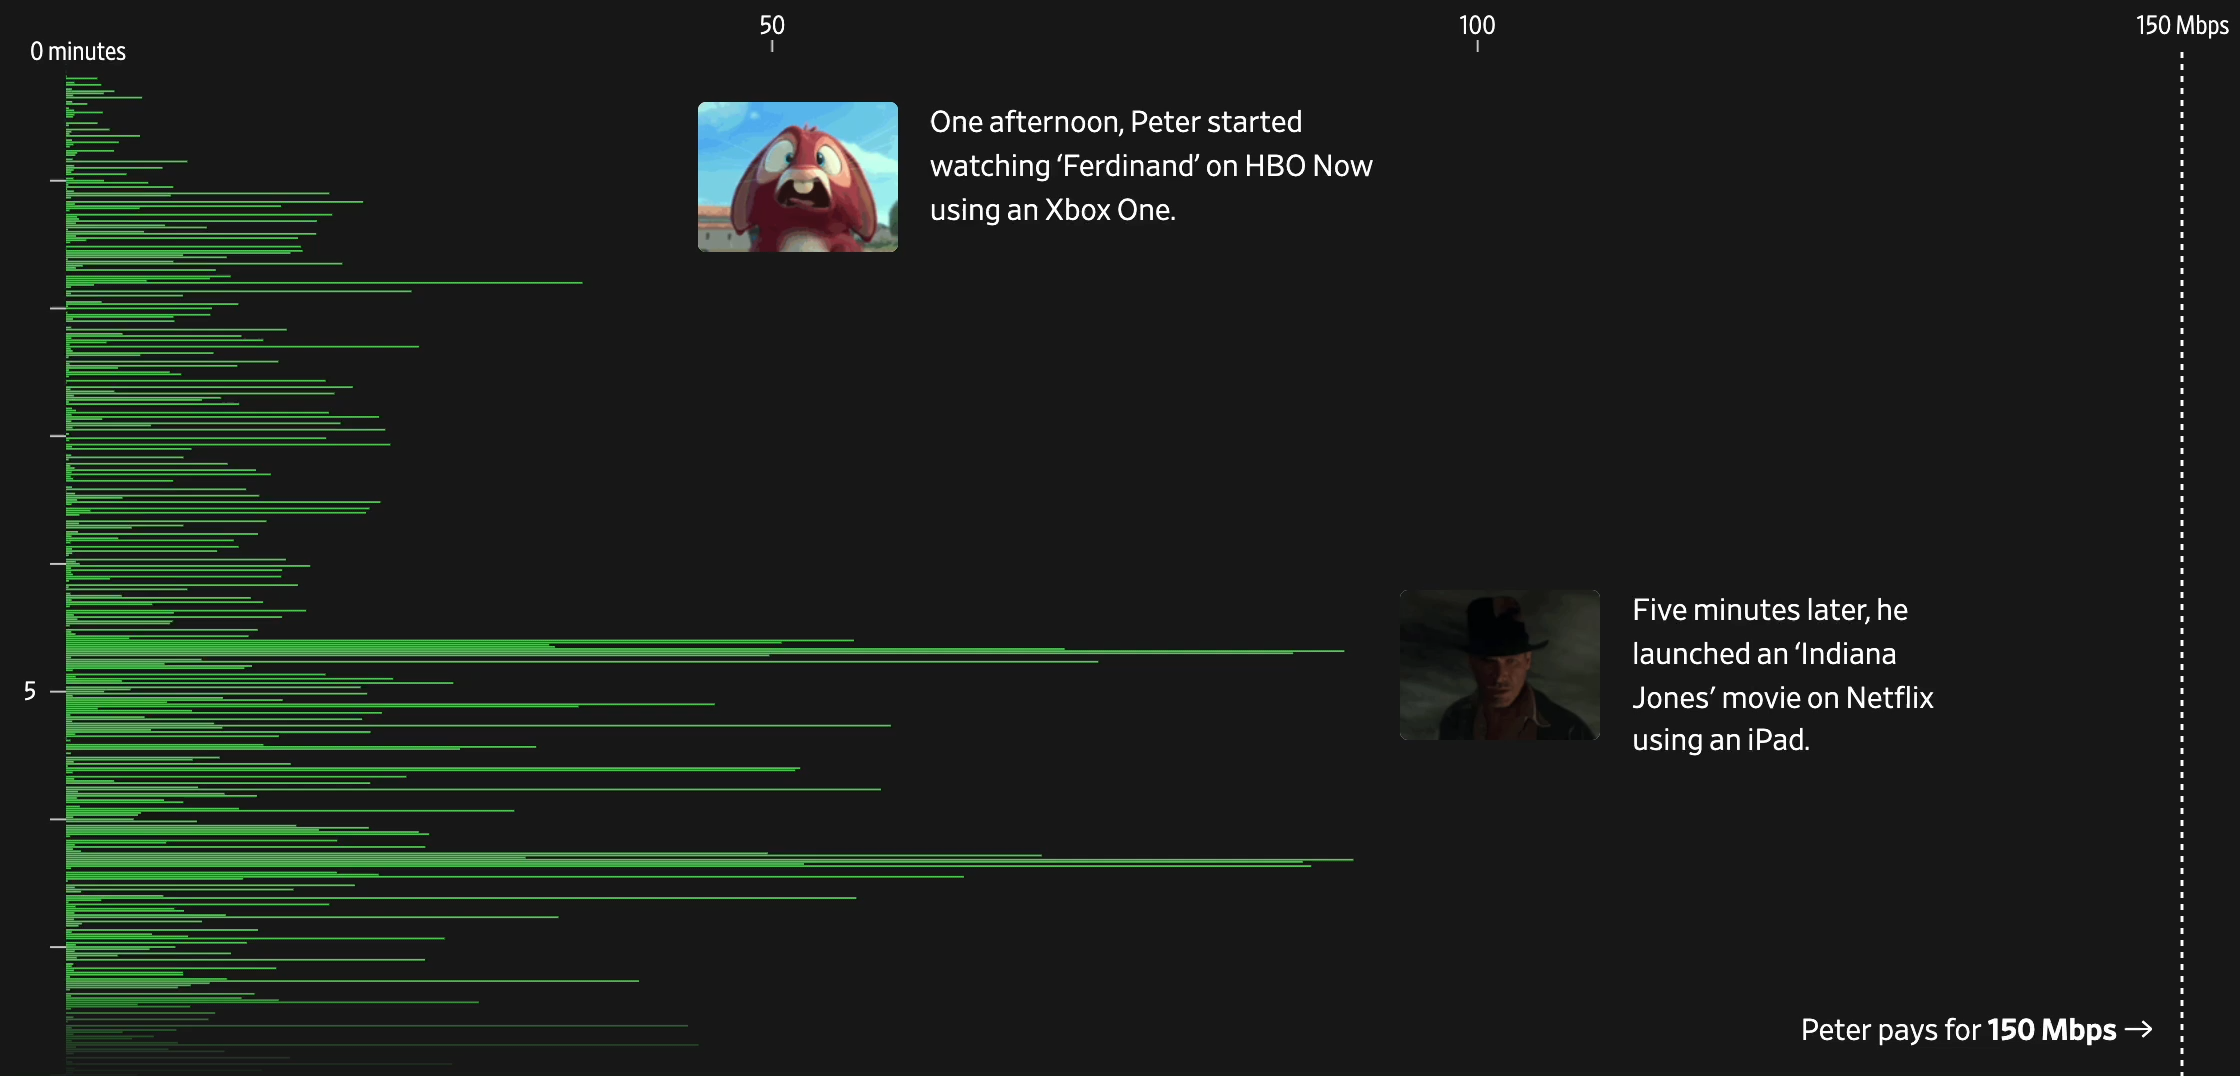 50
100
150 Mbps
0 minutes
One afternoon, Peter started
watching ‘Ferdinand’ on HBO Now
using an Xbox One.
Five minutes later, he
launched an ‘Indiana
Jones’ movie on Netflix
using an iPad.
5
Peter pays for 150 Mbps →